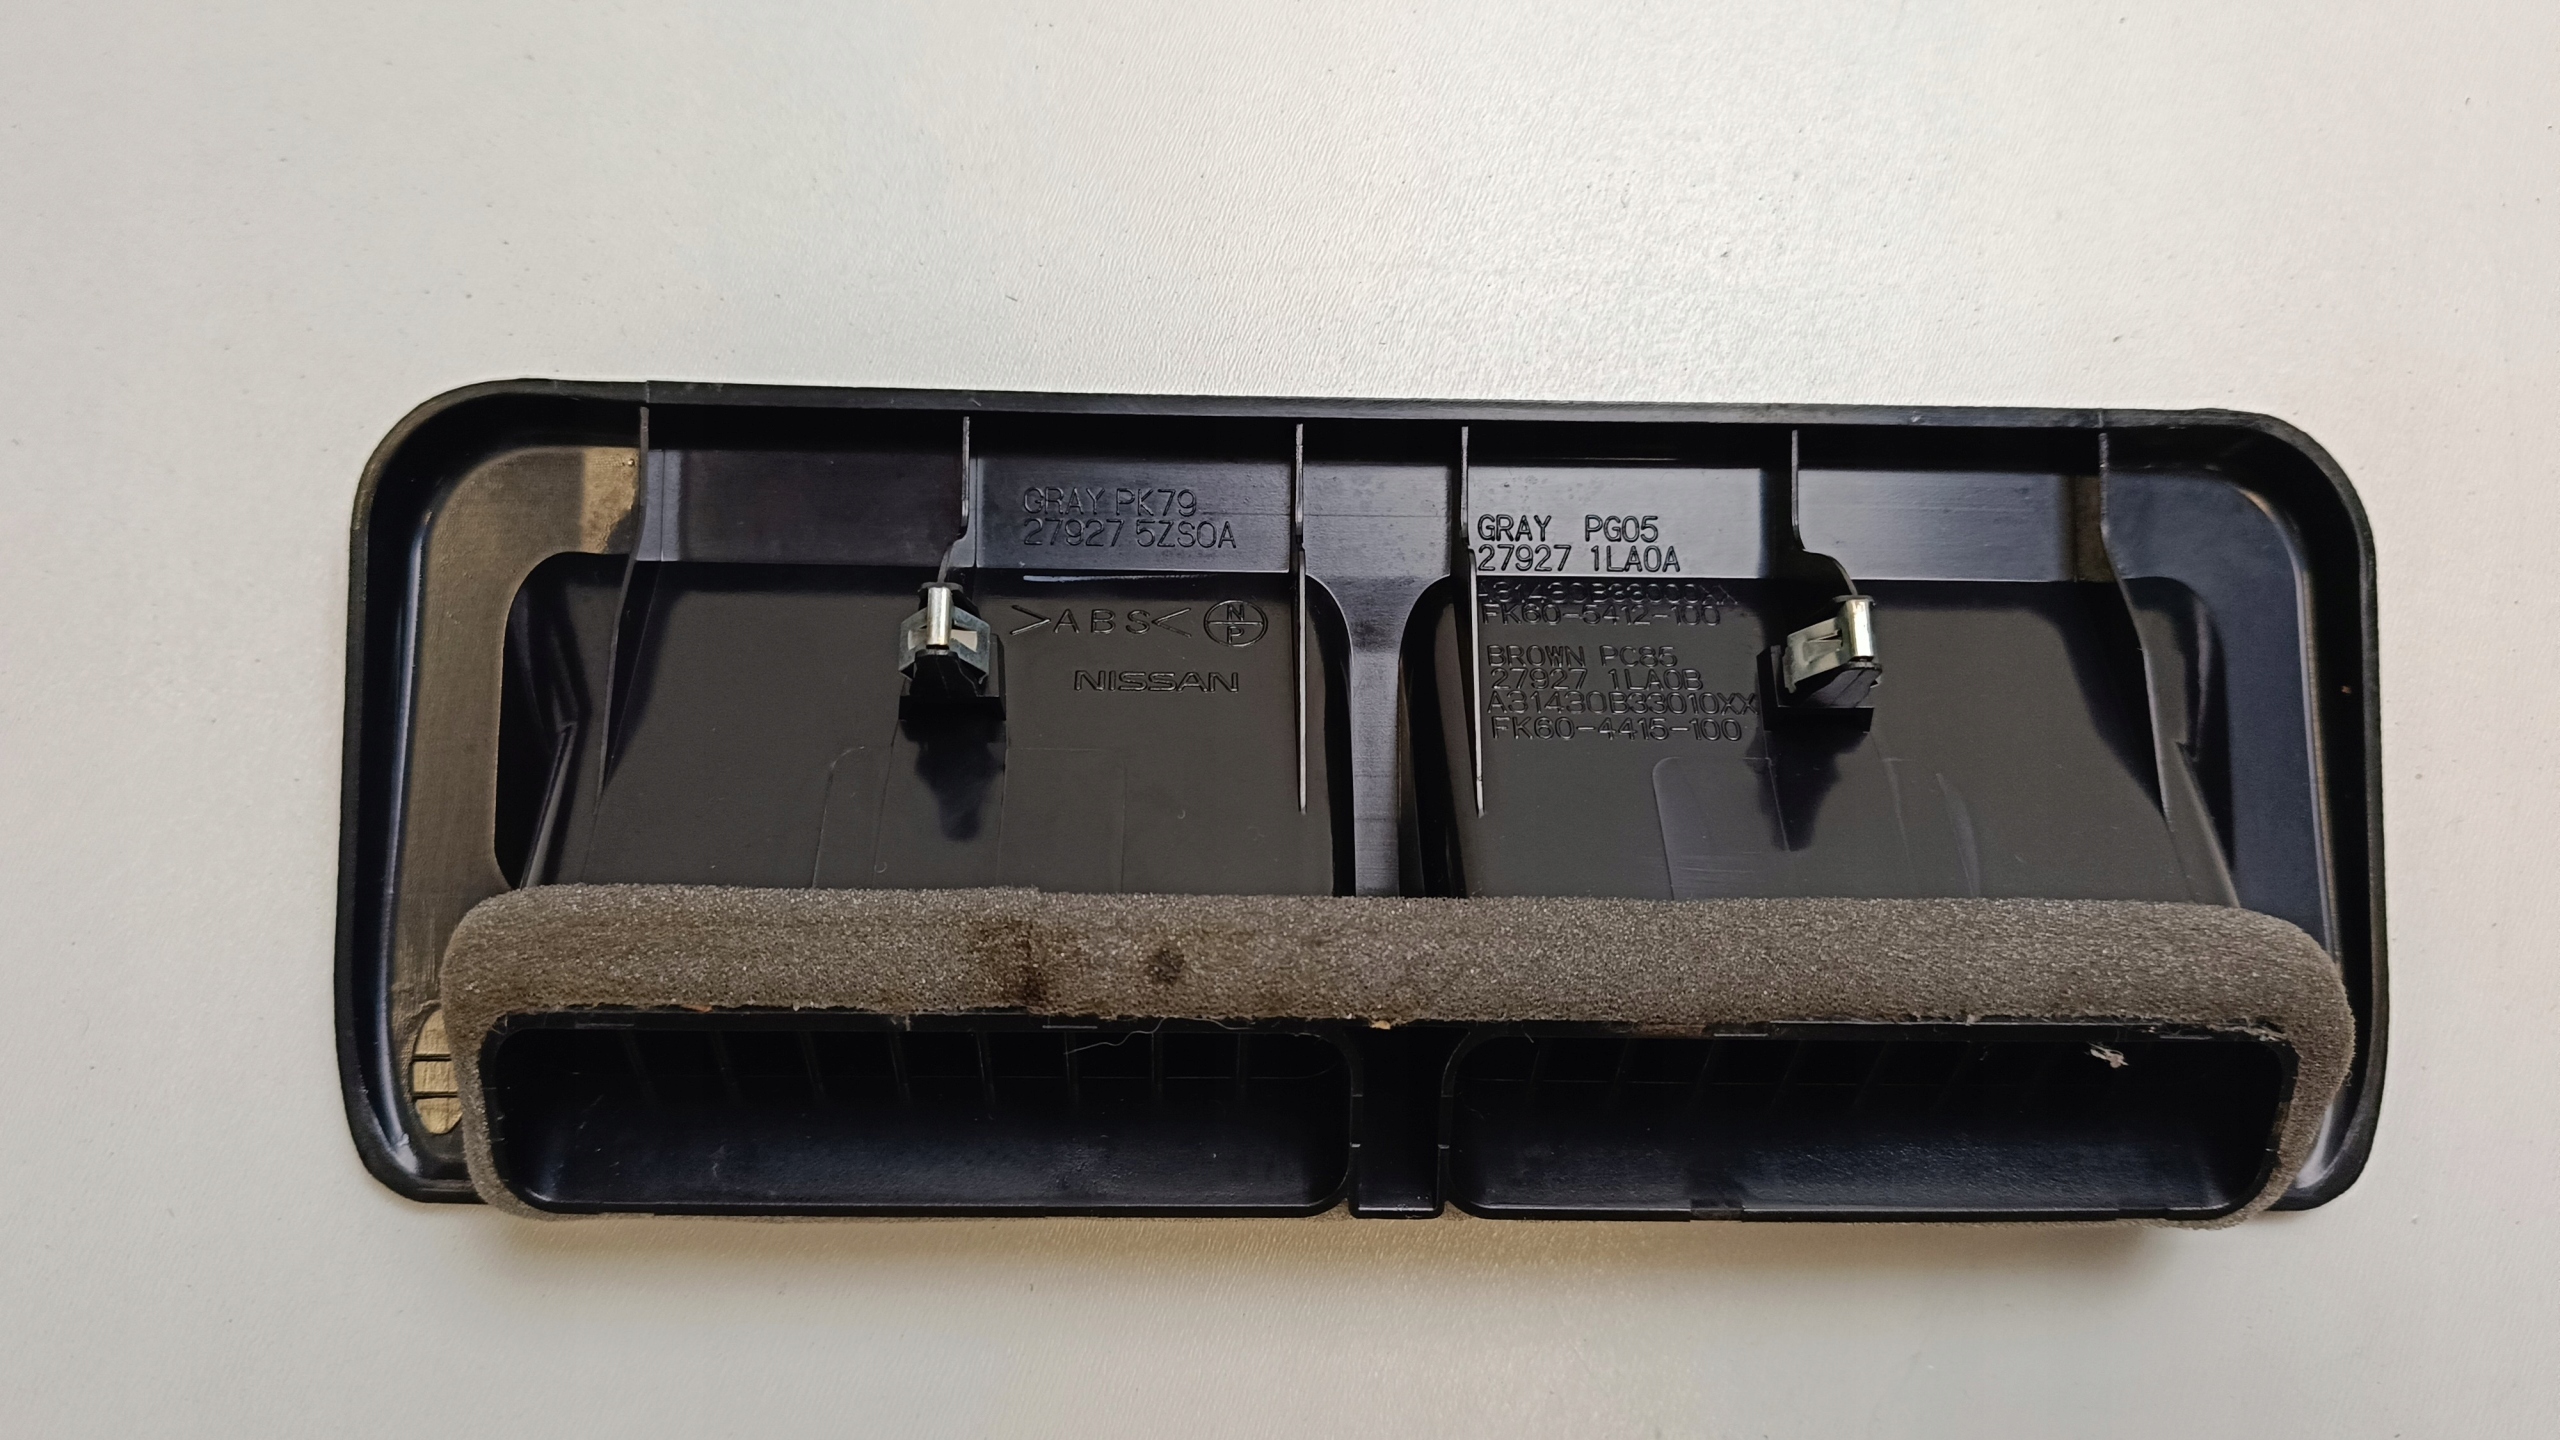 GRAY PK79
27927 5ZS0A
>ABS< N P
NISSAN
GRAY PG05
27927 1LA0A
FK60-5412-100
BROWN PC85
27927 1LA0B
A31430B33010XX
FK60-4415-100